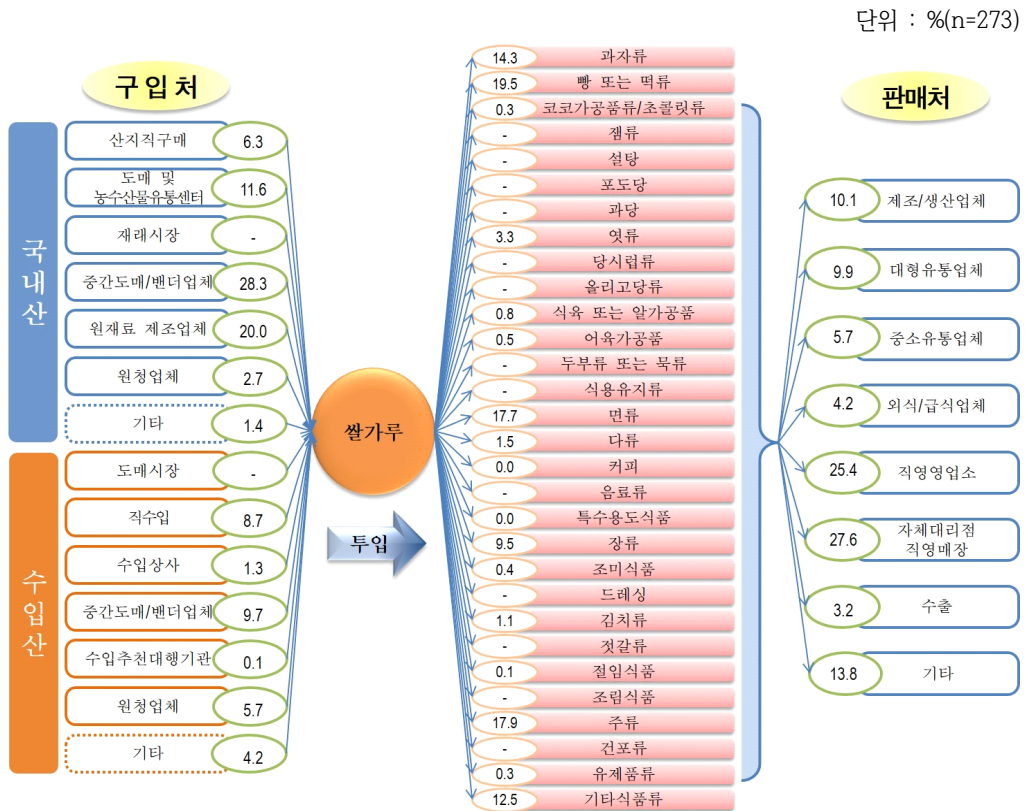 단위 : %(n=273)
구입처
국내산
산지직구매 6.3
도매 및
농수산물유통센터 11.6
재래시장 -
중간도매/밴더업체 28.3
원재료 제조업체 20.0
원청업체 2.7
기타 1.4
수입산
도매시장 -
직수입 8.7
수입상사 1.3
중간도매/밴더업체 9.7
수입추천대행기관 0.1
원청업체 5.7
기타 4.2
쌀가루
투입
14.3 과자류
19.5 빵 또는 떡류
0.3 코코가공품류/초콜릿류
- 잼류
- 설탕
- 포도당
- 과당
3.3 엿류
- 당시럽류
- 올리고당류
0.8 식육 또는 알가공품
0.5 어육가공품
- 두부류 또는 묵류
- 식용유지류
17.7 면류
1.5 다류
0.0 커피
- 음료류
0.0 특수용도식품
9.5 장류
0.4 조미식품
- 드레싱
1.1 김치류
- 젓갈류
0.1 절임식품
- 조림식품
17.9 주류
- 건포류
0.3 유제품류
12.5 기타식품류
판매처
10.1 제조/생산업체
9.9 대형유통업체
5.7 중소유통업체
4.2 외식/급식업체
25.4 직영영업소
27.6 자체대리점
직영매장
3.2 수출
13.8 기타